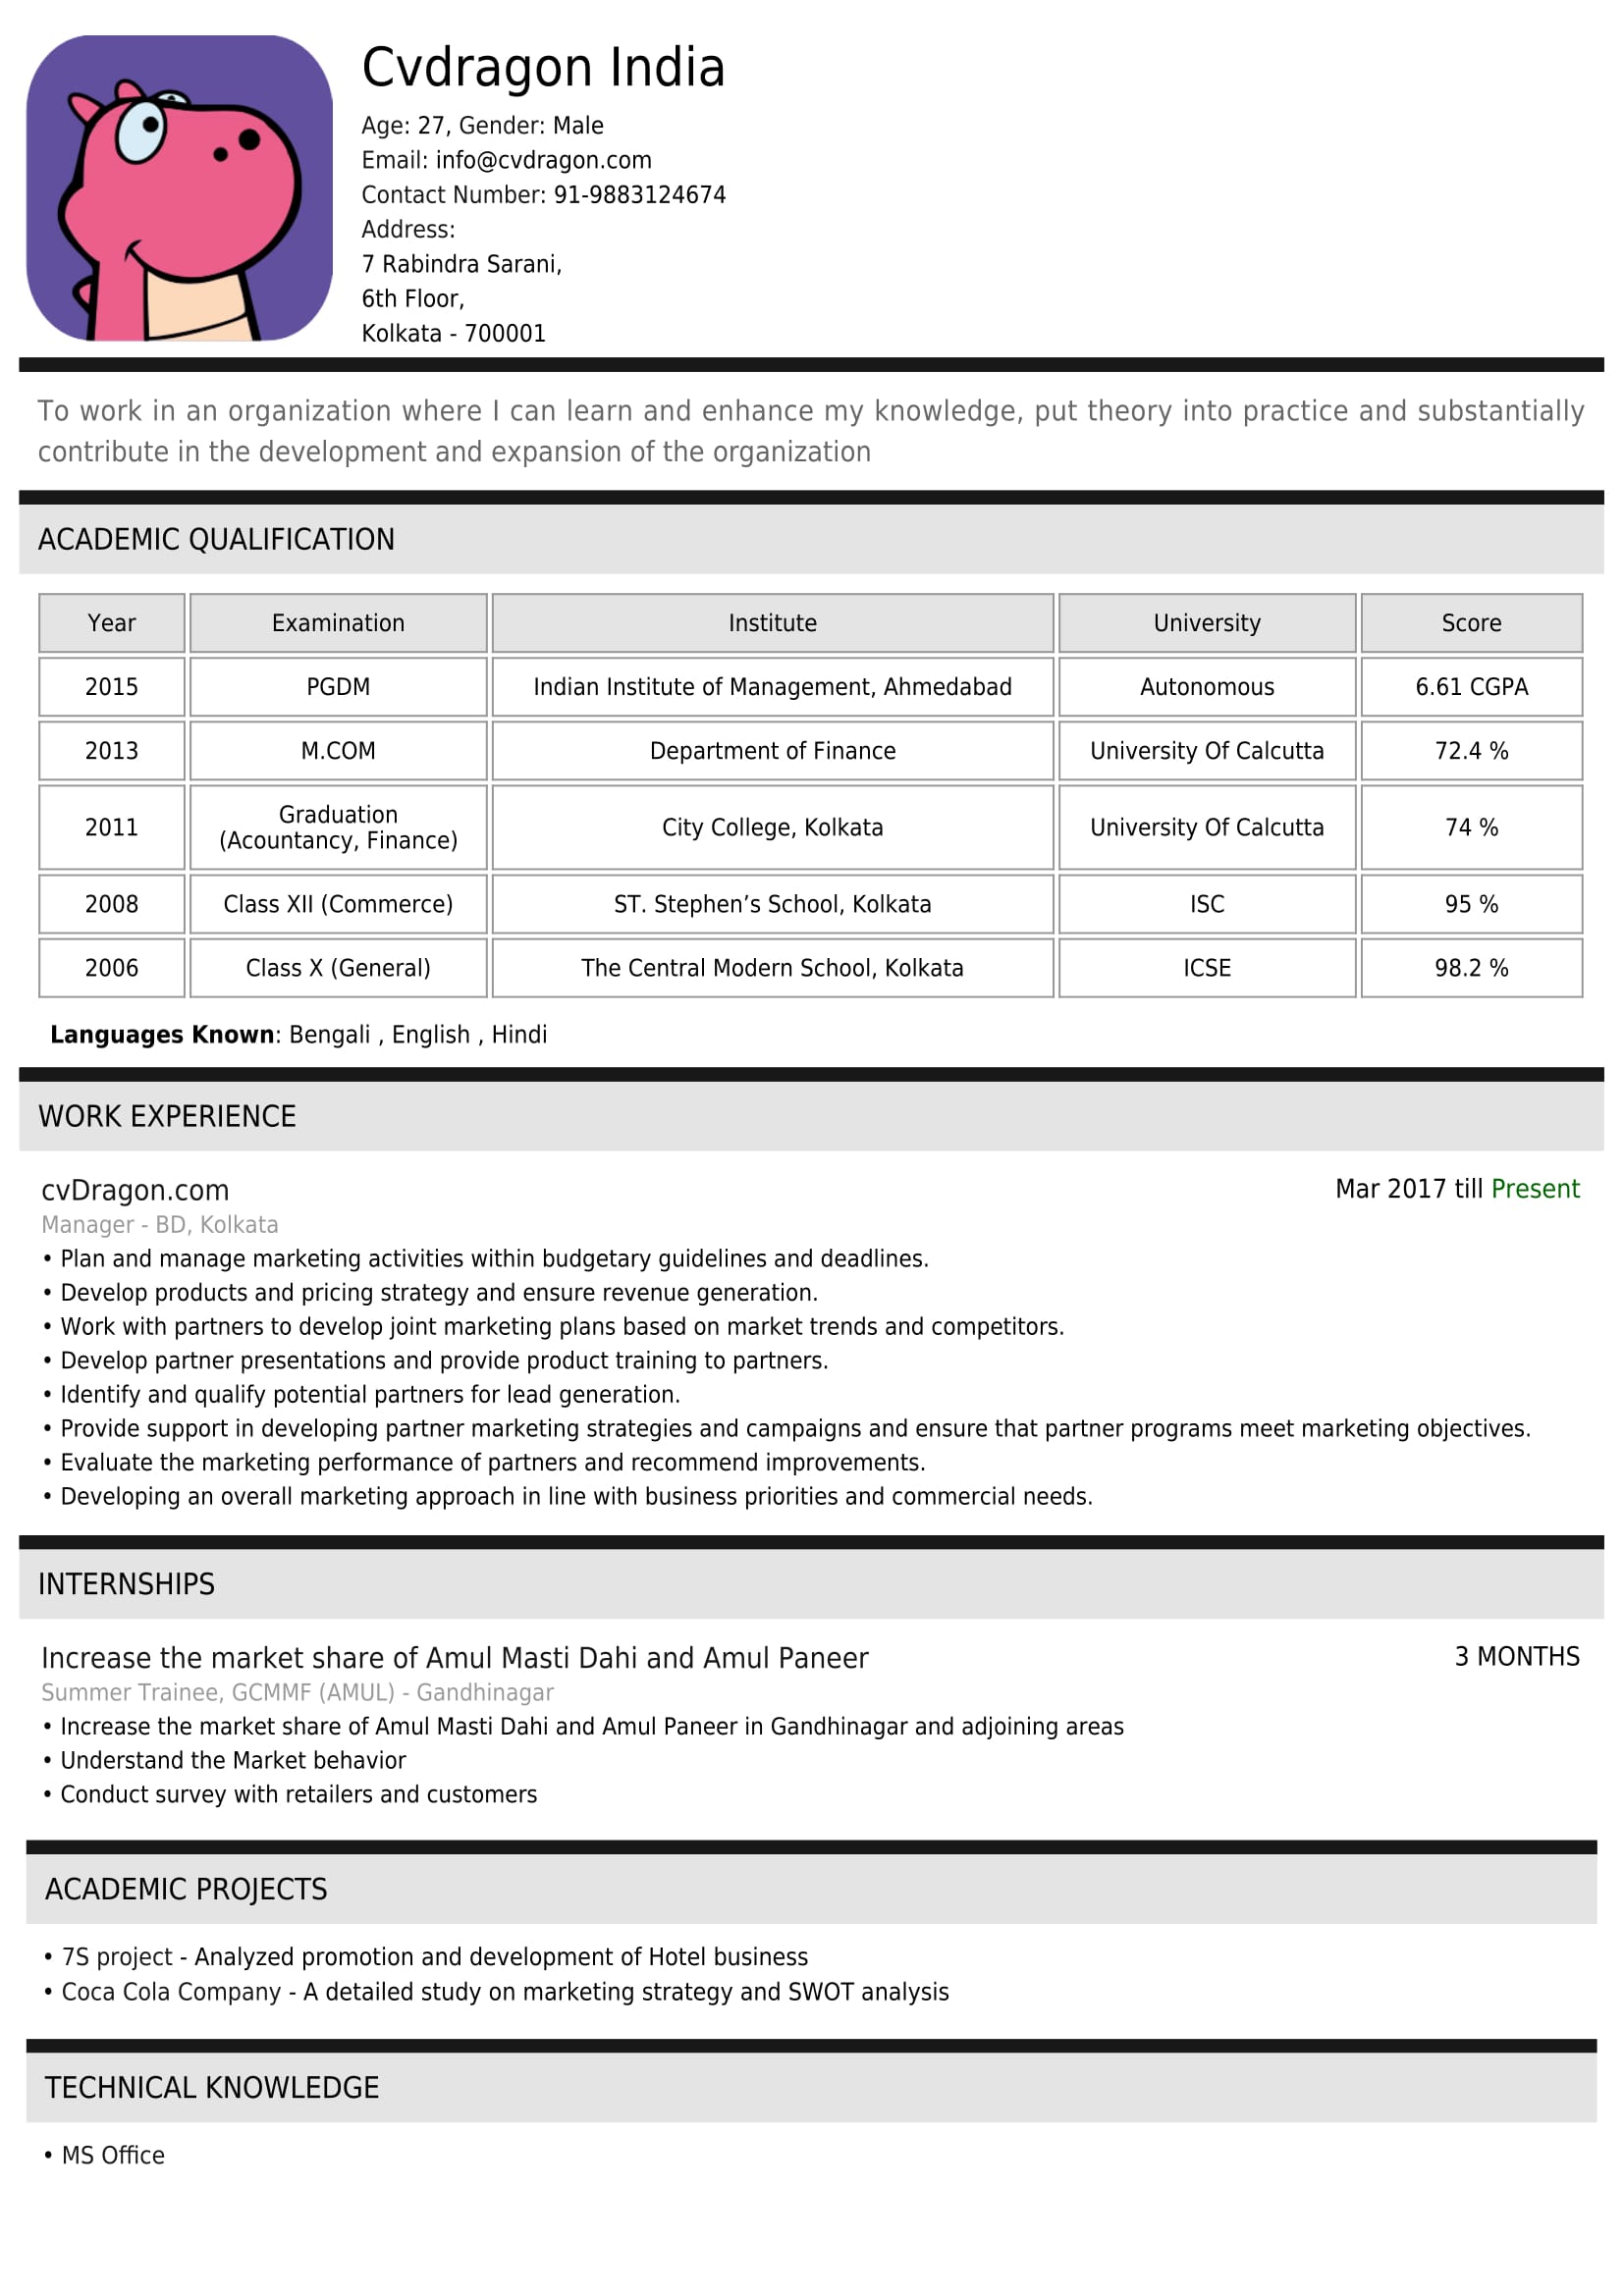 Cvdragon India
Age: 27, Gender: Male
Email: info@cvdragon.com
Contact Number: 91-9883124674
Address:
7 Rabindra Sarani,
6th Floor,
Kolkata - 700001
To work in an organization where I can learn and enhance my knowledge, put theory into practice and substantially
contribute in the development and expansion of the organization
ACADEMIC QUALIFICATION
Year Examination Institute University Score
2015 PGDM Indian Institute of Management, Ahmedabad Autonomous 6.61 CGPA
2013 M.COM Department of Finance University Of Calcutta 72.4 %
2011 Graduation (Acountancy, Finance) City College, Kolkata University Of Calcutta 74 %
2008 Class XII (Commerce) ST. Stephen’s School, Kolkata ISC 95 %
2006 Class X (General) The Central Modern School, Kolkata ICSE 98.2 %
Languages Known: Bengali , English , Hindi
WORK EXPERIENCE
cvDragon.com Mar 2017 till Present
Manager - BD, Kolkata
• Plan and manage marketing activities within budgetary guidelines and deadlines.
• Develop products and pricing strategy and ensure revenue generation.
• Work with partners to develop joint marketing plans based on market trends and competitors.
• Develop partner presentations and provide product training to partners.
• Identify and qualify potential partners for lead generation.
• Provide support in developing partner marketing strategies and campaigns and ensure that partner programs meet marketing objectives.
• Evaluate the marketing performance of partners and recommend improvements.
• Developing an overall marketing approach in line with business priorities and commercial needs.
INTERNSHIPS
Increase the market share of Amul Masti Dahi and Amul Paneer 3 MONTHS
Summer Trainee, GCMMF (AMUL) - Gandhinagar
• Increase the market share of Amul Masti Dahi and Amul Paneer in Gandhinagar and adjoining areas
• Understand the Market behavior
• Conduct survey with retailers and customers
ACADEMIC PROJECTS
• 7S project - Analyzed promotion and development of Hotel business
• Coca Cola Company - A detailed study on marketing strategy and SWOT analysis
TECHNICAL KNOWLEDGE
• MS Office